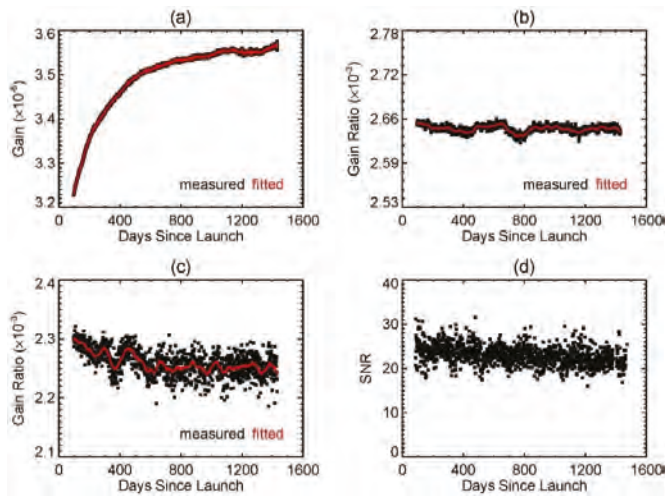 (a)
3.6
3.5
3.4
3.3
3.2
Gain (×10⁻⁶)
measured fitted
0 400 800 1200 1600
Days Since Launch
(b)
2.78
2.72
2.66
2.59
2.53
Gain Ratio (×10⁻³)
measured fitted
0 400 800 1200 1600
Days Since Launch
(c)
2.4
2.3
2.2
2.1
Gain Ratio (×10⁻³)
measured fitted
0 400 800 1200 1600
Days Since Launch
(d)
40
30
20
10
0
SNR
0 400 800 1200 1600
Days Since Launch